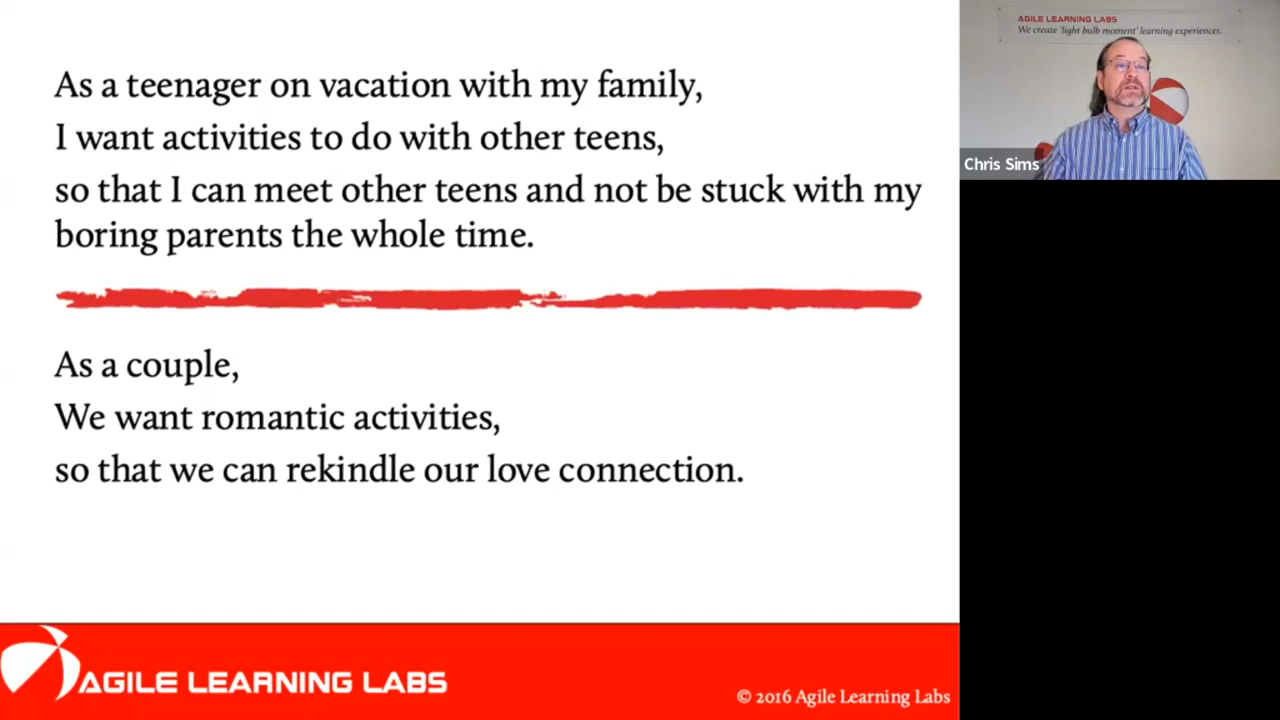 As a teenager on vacation with my family,
I want activities to do with other teens,
so that I can meet other teens and not be stuck with my
boring parents the whole time.
As a couple,
We want romantic activities,
so that we can rekindle our love connection.
AGILE LEARNING LABS
© 2016 Agile Learning Labs
AGILE LEARNING LABS
We create 'light bulb moment' learning experiences.
Chris Sims